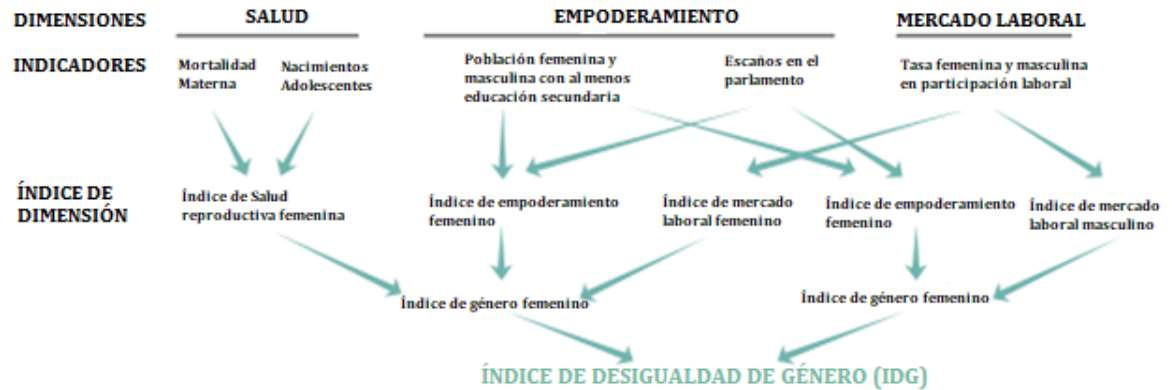 DIMENSIONES
SALUD
EMPODERAMIENTO
MERCADO LABORAL
INDICADORES
Mortalidad
Materna
Nacimientos
Adolescentes
Población femenina y
masculina con al menos
educación secundaria
Escaños en el
parlamento
Tasa femenina y masculina
en participación laboral
ÍNDICE DE
DIMENSIÓN
Índice de Salud
reproductiva femenina
Índice de empoderamiento
femenino
Índice de mercado
laboral femenino
Índice de empoderamiento
femenino
Índice de mercado
laboral masculino
Índice de género femenino
Índice de género femenino
ÍNDICE DE DESIGUALDAD DE GÉNERO (IDG)